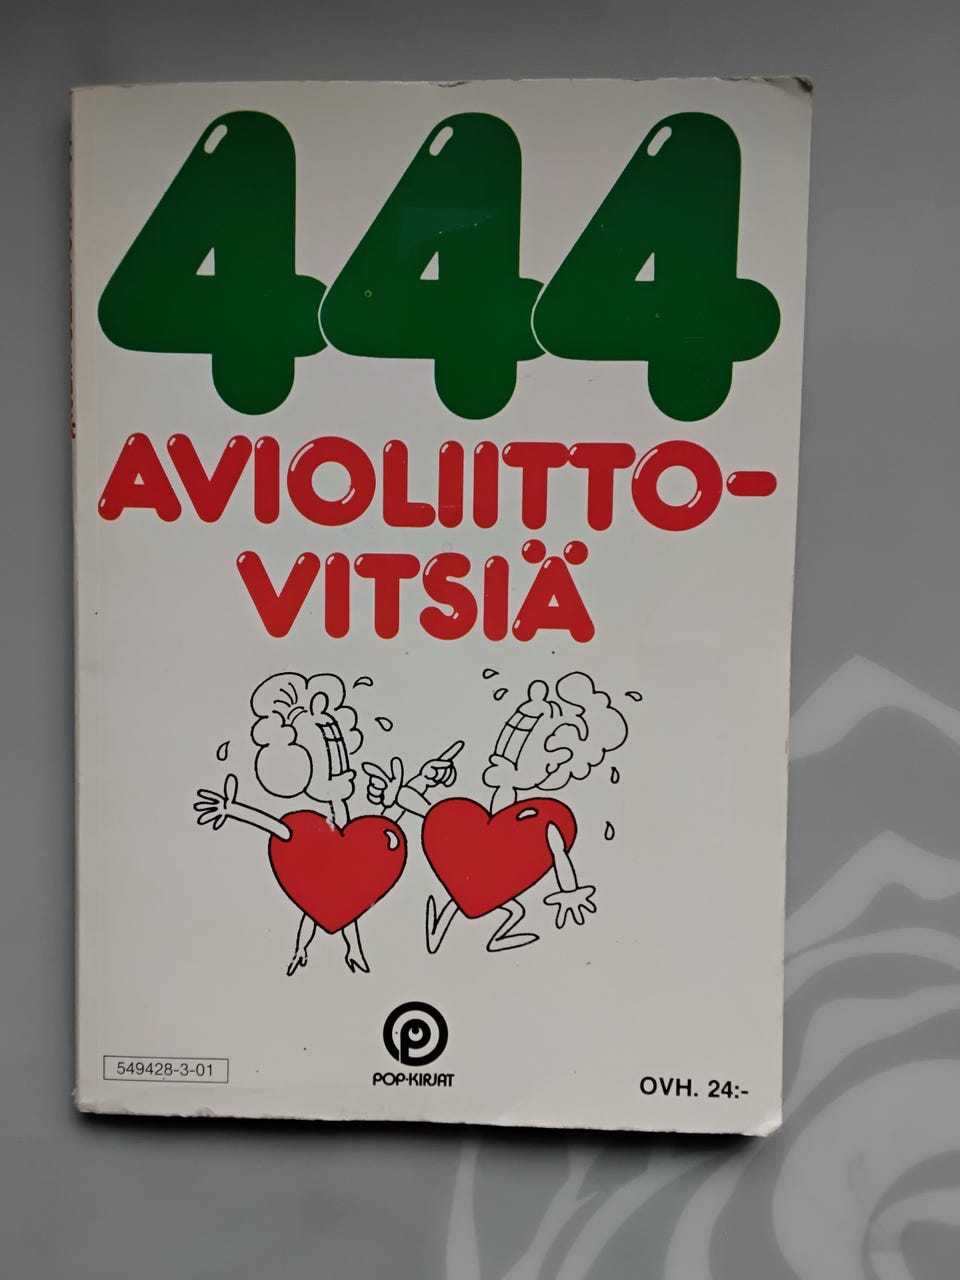 444
AVIOLIITTO-
VITSIÄ
POP-KIRJAT
549428-3-01
OVH. 24:-